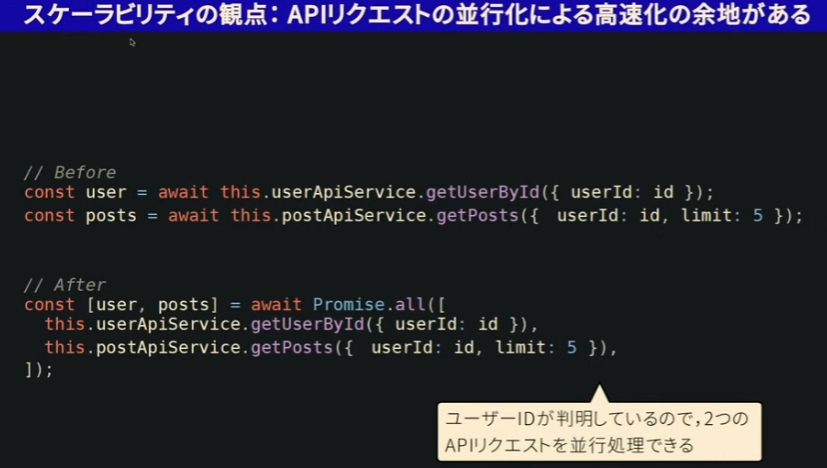 スケーラビリティの観点: APIリクエストの並行化による高速化の余地がある
// Before
const user = await this.userApiService.getUserById({ userId: id });
const posts = await this.postApiService.getPosts({ userId: id, limit: 5 });
// After
const [user, posts] = await Promise.all([
this.userApiService.getUserById({ userId: id }),
this.postApiService.getPosts({ userId: id, limit: 5 }),
]);
ユーザーIDが判明しているので，2つの
APIリクエストを並行処理できる